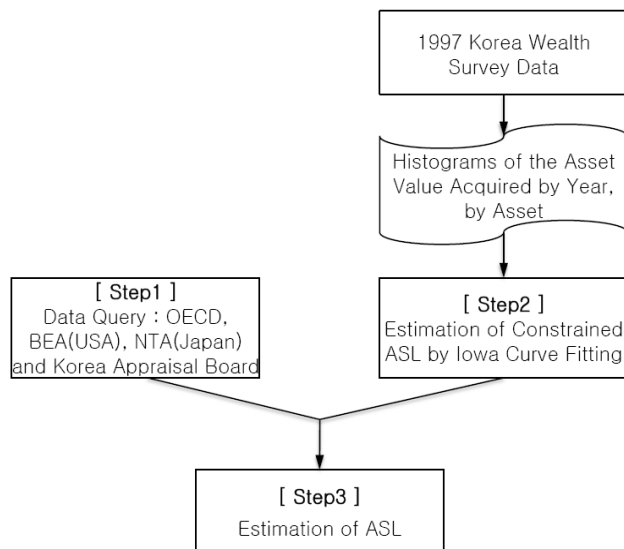 1997 Korea Wealth
Survey Data
Histograms of the Asset
Value Acquired by Year,
by Asset
[ Step1 ]
Data Query : OECD,
BEA(USA), NTA(Japan)
and Korea Appraisal Board
[ Step2 ]
Estimation of Constrained
ASL by Iowa Curve Fitting
[ Step3 ]
Estimation of ASL